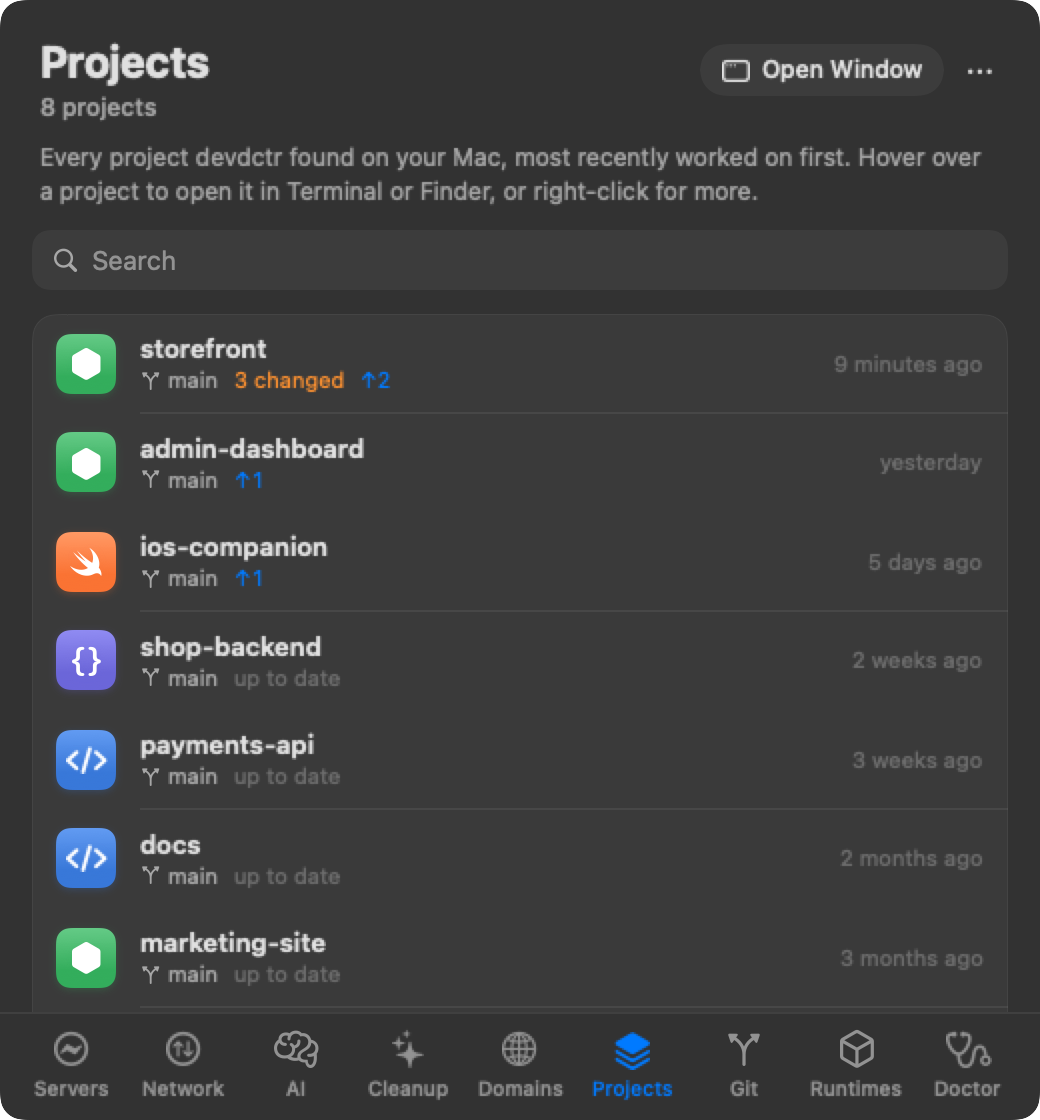 Projects
Open Window
8 projects
Every project devdctr found on your Mac, most recently worked on first. Hover over
a project to open it in Terminal or Finder, or right-click for more.
Search
storefront
main 3 changed ↑2
9 minutes ago
admin-dashboard
main ↑1
yesterday
ios-companion
main ↑1
5 days ago
shop-backend
main up to date
2 weeks ago
payments-api
main up to date
3 weeks ago
docs
main up to date
2 months ago
marketing-site
main up to date
3 months ago
Servers Network AI Cleanup Domains Projects Git Runtimes Doctor